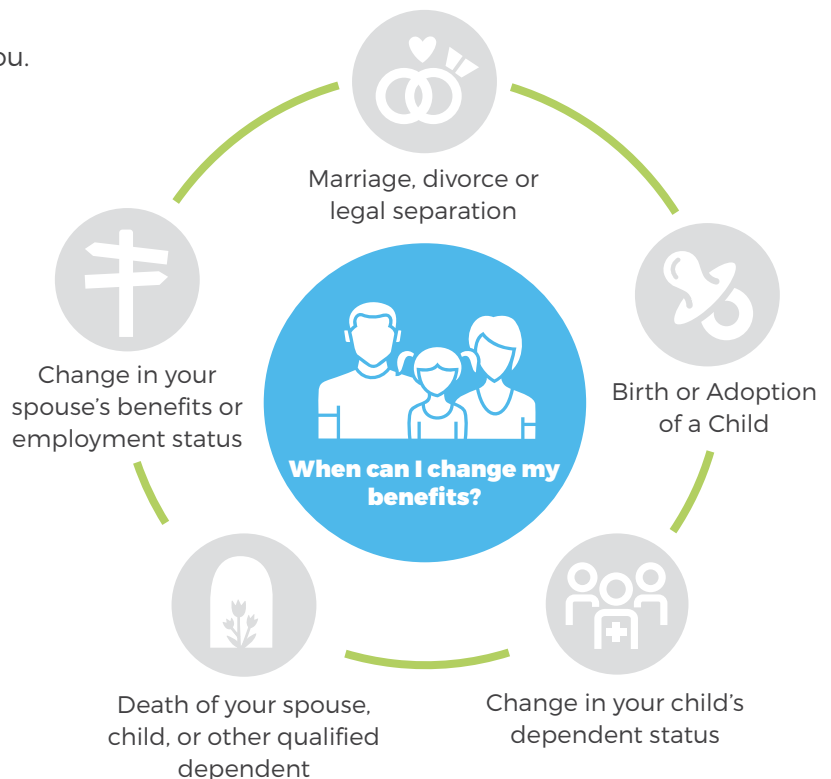 ou.
Marriage, divorce or
legal separation
Change in your
spouse's benefits or
employment status
Birth or Adoption
of a Child
When can I change my
benefits?
Death of your spouse,
child, or other qualified
dependent
Change in your child's
dependent status